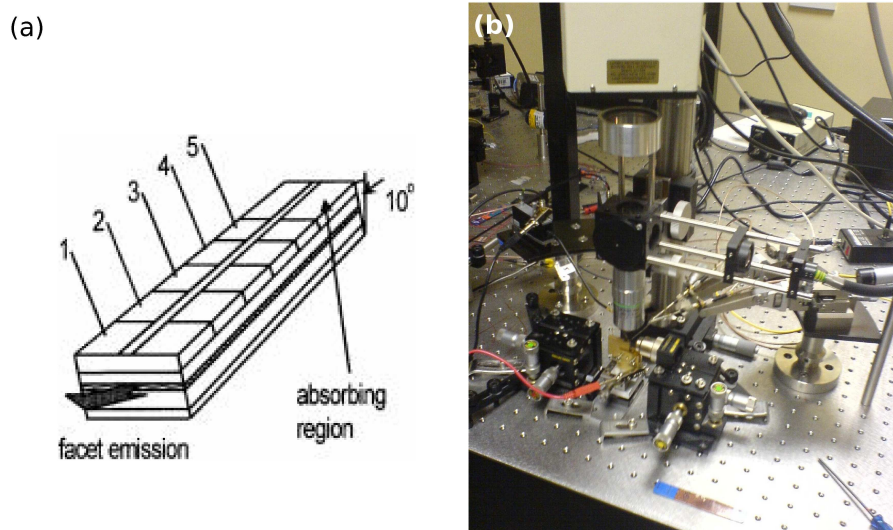 (a)
(b)
5
4
3
2
1
10°
absorbing
region
facet emission